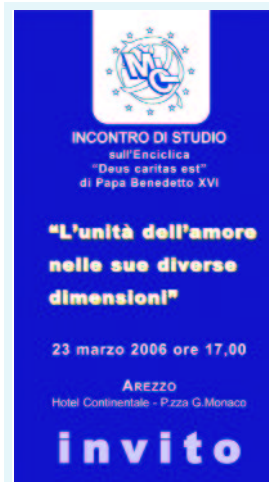 MC
INCONTRO DI STUDIO
sull'Enciclica
"Deus caritas est"
di Papa Benedetto XVI
"L'unità dell'amore
nelle sue diverse
dimensioni"
23 marzo 2006 ore 17,00
AREZZO
Hotel Continentale - P.zza G.Monaco
invito